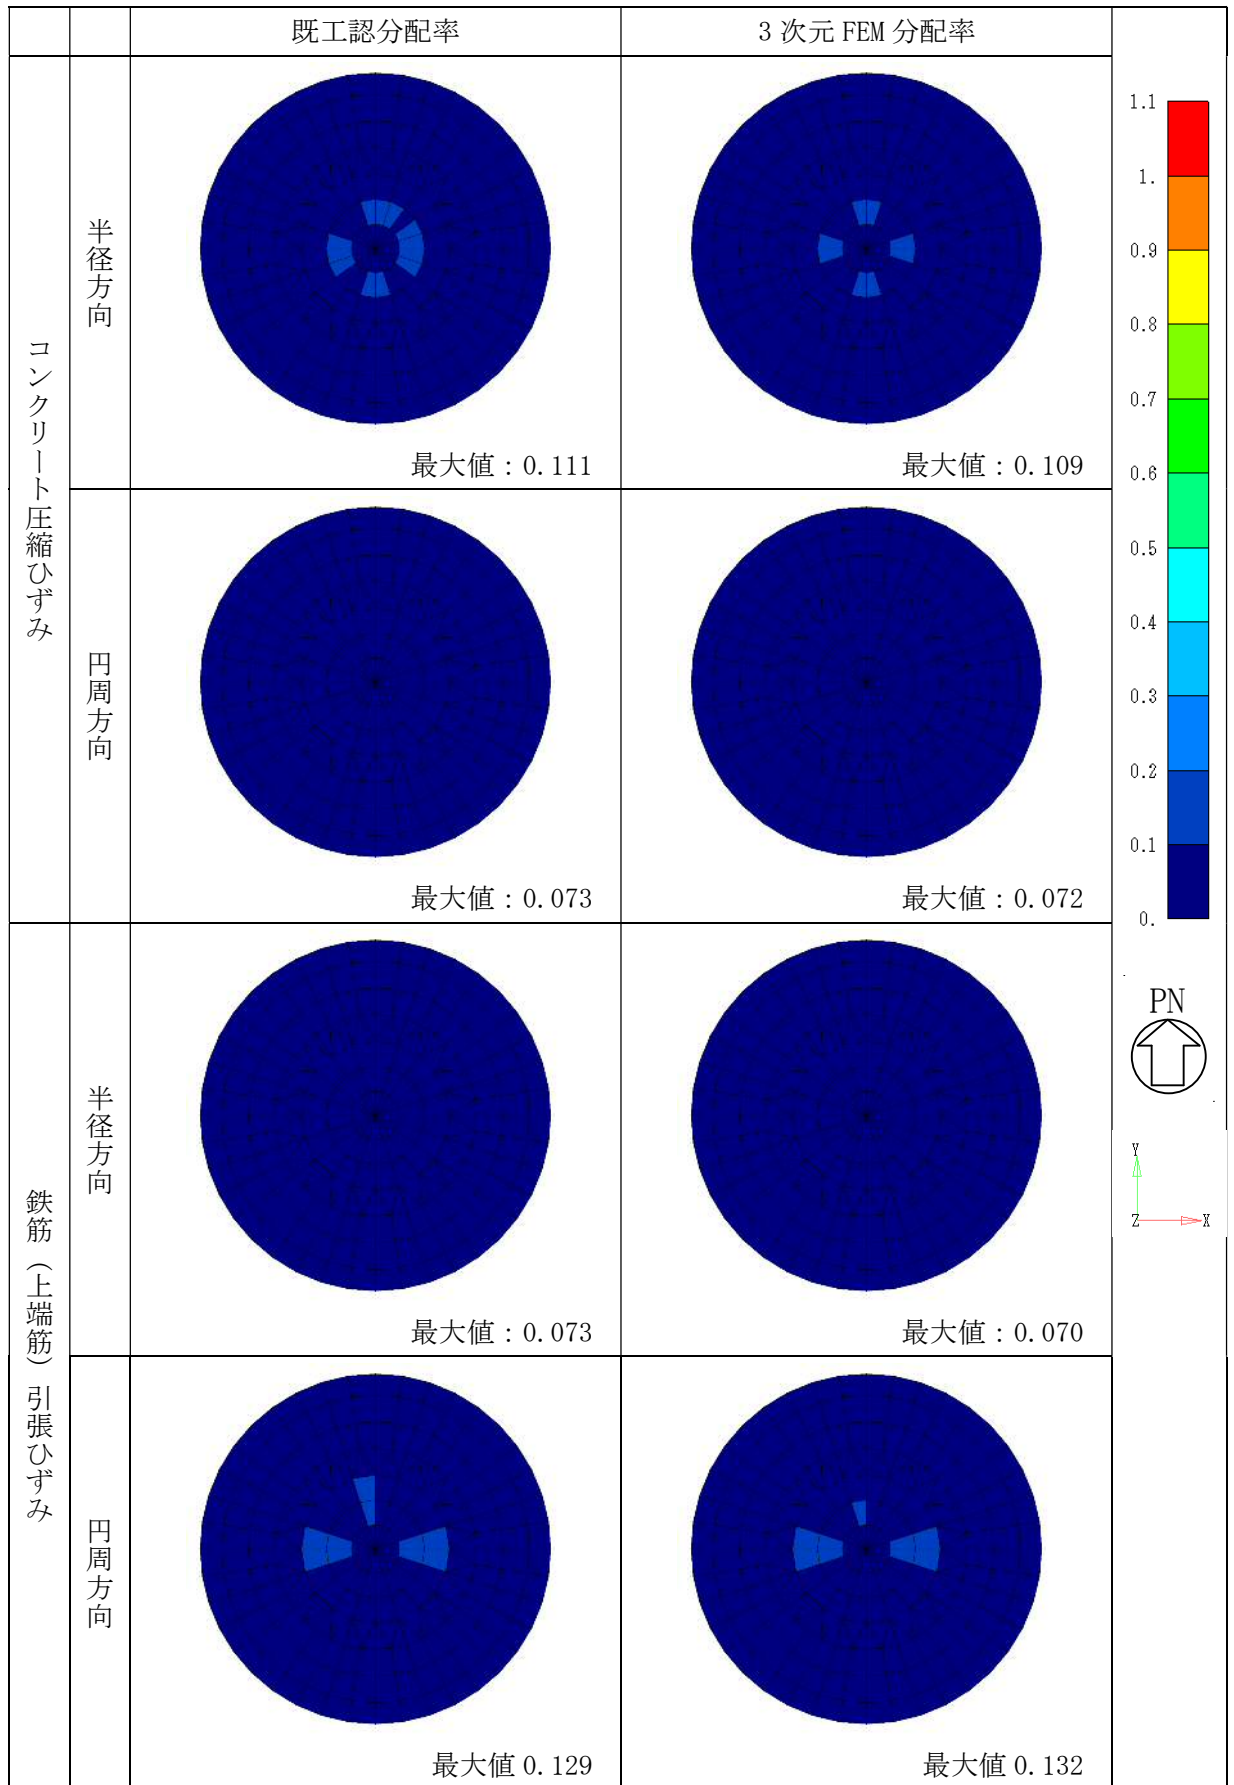 既工認分配率
3 次元 FEM 分配率
コンクリート圧縮ひずみ
半径方向
最大値：0.111
最大値：0.109
円周方向
最大値：0.073
最大値：0.072
鉄筋（上端筋）引張ひずみ
半径方向
最大値：0.073
最大値：0.070
円周方向
最大値 0.129
最大値 0.132
1.1
1.
0.9
0.8
0.7
0.6
0.5
0.4
0.3
0.2
0.1
0.
PN
Y
Z
X